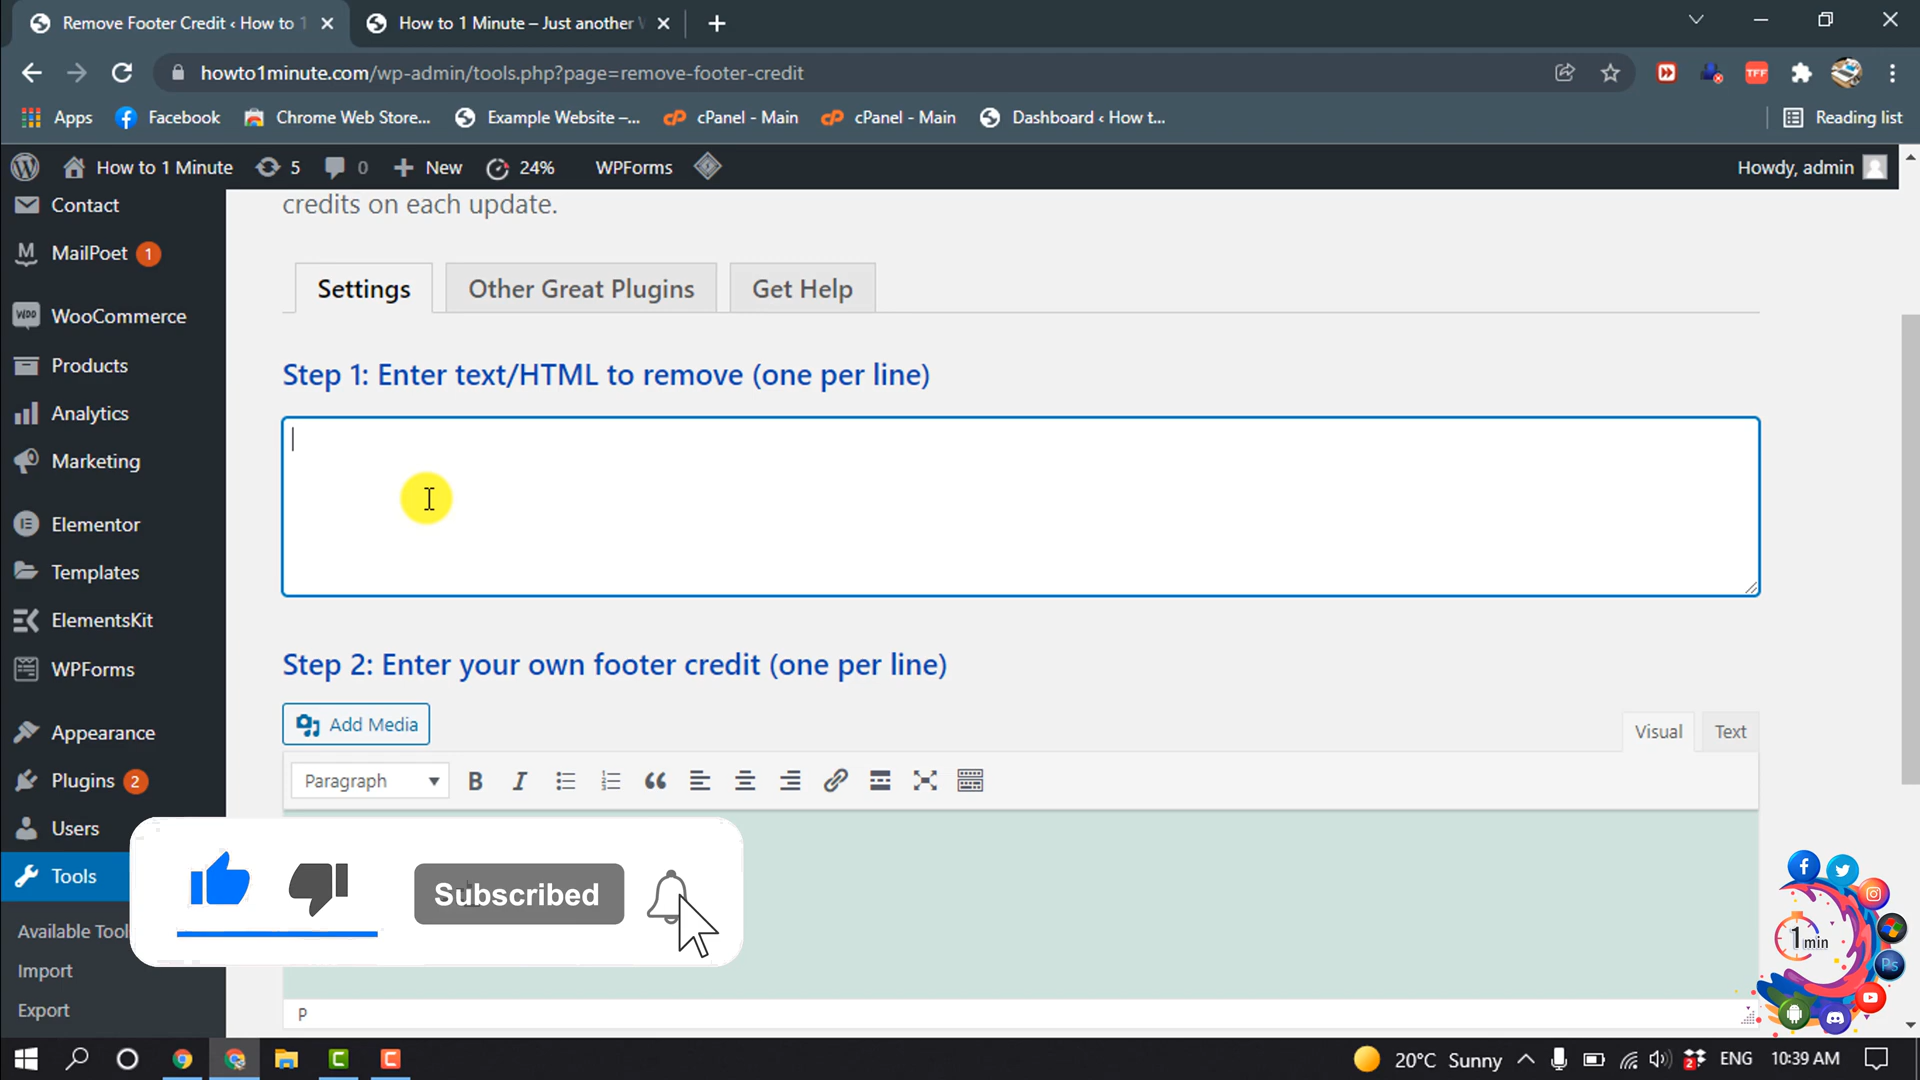 Remove Footer Credit ‹ How to 1
How to 1 Minute – Just another
howto1minute.com/wp-admin/tools.php?page=remove-footer-credit
Apps
Facebook
Chrome Web Store...
Example Website –...
cPanel - Main
cPanel - Main
Dashboard ‹ How t...
Reading list
How to 1 Minute
5
0
New
24%
WPForms
Howdy, admin
Contact
MailPoet 1
WooCommerce
Products
Analytics
Marketing
Elementor
Templates
ElementsKit
WPForms
Appearance
Plugins 2
Users
Tools
Available Tool
Import
Export
credits on each update.
Settings
Other Great Plugins
Get Help
Step 1: Enter text/HTML to remove (one per line)
Step 2: Enter your own footer credit (one per line)
Add Media
Visual
Text
Paragraph
B
I
P
Subscribed
1 min
Ps
TFF
20°C Sunny
2
ENG
10:39 AM